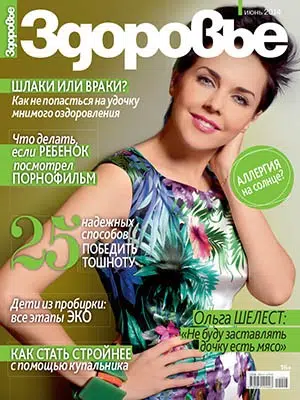 Здоровье
июнь 2014
Здоровье
ШЛАКИ ИЛИ ВРАКИ?
Как не попасться на удочку
мнимого оздоровления
Что делать,
если РЕБЕНОК
посмотрел
ПОРНОФИЛЬМ
АЛЛЕРГИЯ
на солнце?
25 надежных
способов
ПОБЕДИТЬ
ТОШНОТУ
Дети из пробирки:
все этапы ЭКО
Ольга ШЕЛЕСТ:
«Не буду заставлять
дочку есть мясо»
КАК СТАТЬ СТРОЙНЕЕ
С ПОМОЩЬЮ КУПАЛЬНИКА
16+